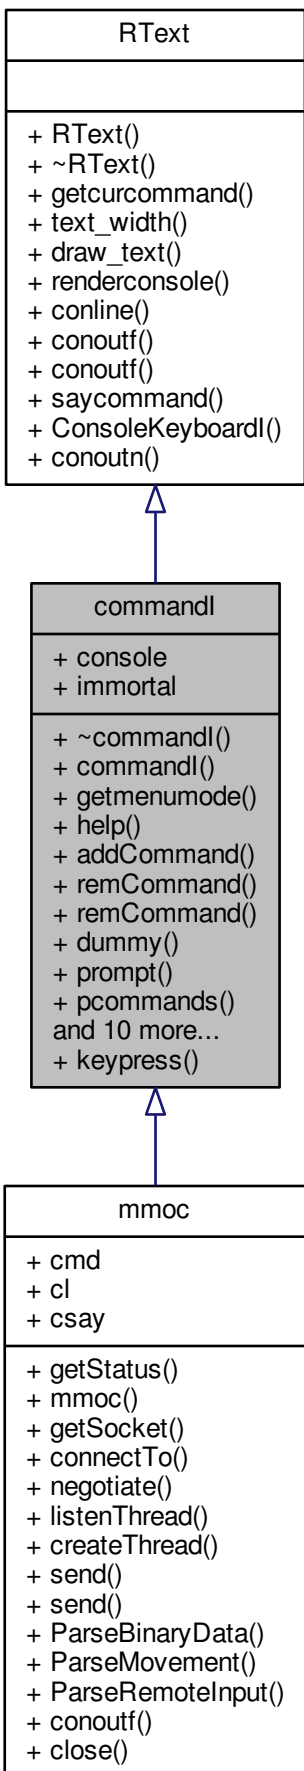 RText
+ RText()
+ ~RText()
+ getcurcommand()
+ text_width()
+ draw_text()
+ renderconsole()
+ conline()
+ conoutf()
+ conoutf()
+ saycommand()
+ ConsoleKeyboardI()
+ conoutn()
commandI
+ console
+ immortal
+ ~commandI()
+ commandI()
+ getmenumode()
+ help()
+ addCommand()
+ remCommand()
+ remCommand()
+ dummy()
+ prompt()
+ pcommands()
and 10 more...
+ keypress()
mmoc
+ cmd
+ cl
+ csay
+ getStatus()
+ mmoc()
+ getSocket()
+ connectTo()
+ negotiate()
+ listenThread()
+ createThread()
+ send()
+ send()
+ ParseBinaryData()
+ ParseMovement()
+ ParseRemoteInput()
+ conoutf()
+ close()